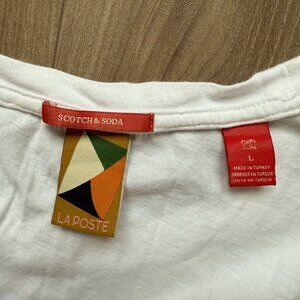 SCOTCH & SODA
LA POSTE
L
MADE IN TURKEY
FABRIQUÉ EN TURQUIE